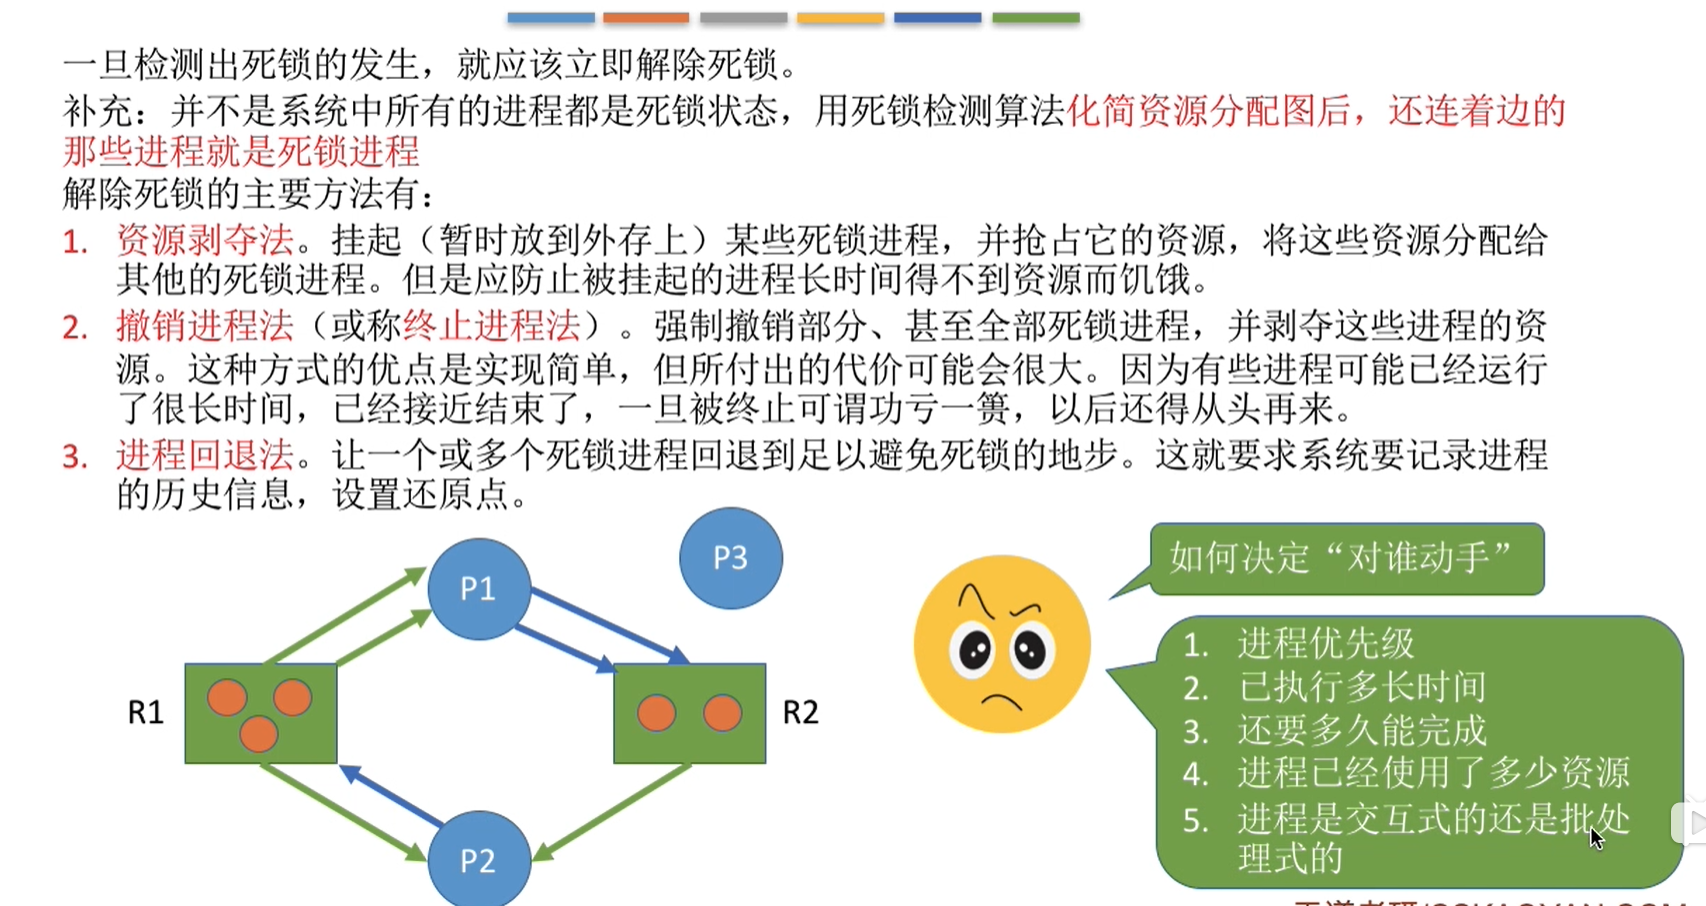 一旦检测出死锁的发生，就应该立即解除死锁。
补充：并不是系统中所有的进程都是死锁状态，用死锁检测算法化简资源分配图后，还连着边的
那些进程就是死锁进程
解除死锁的主要方法有：
1. 资源剥夺法。挂起（暂时放到外存上）某些死锁进程，并抢占它的资源，将这些资源分配给
其他的死锁进程。但是应防止被挂起的进程长时间得不到资源而饥饿。
2. 撤销进程法（或称终止进程法）。强制撤销部分、甚至全部死锁进程，并剥夺这些进程的资
源。这种方式的优点是实现简单，但所付出的代价可能会很大。因为有些进程可能已经运行
了很长时间，已经接近结束了，一旦被终止可谓功亏一篑，以后还得从头再来。
3. 进程回退法。让一个或多个死锁进程回退到足以避免死锁的地步。这就要求系统要记录进程
的历史信息，设置还原点。
P1
P3
R1
R2
P2
如何决定“对谁动手”
1. 进程优先级
2. 已执行多长时间
3. 还要多久能完成
4. 进程已经使用了多少资源
5. 进程是交互式的还是批处
理式的